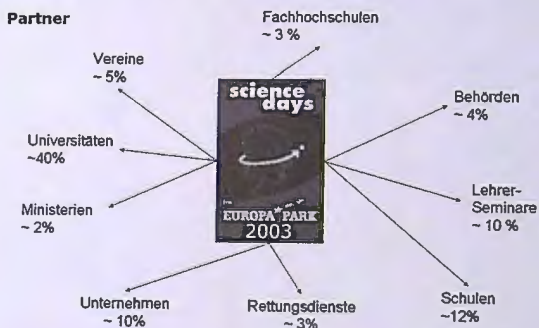 Partner
Fachhochschulen
~ 3 %
Vereine
~ 5%
Behörden
~ 4%
Universitäten
~40%
science
days
Lehrer-
Seminare
~ 10 %
Ministerien
~ 2%
EUROPA PARK
2003
Unternehmen
~ 10%
Rettungsdienste
~ 3%
Schulen
~12%